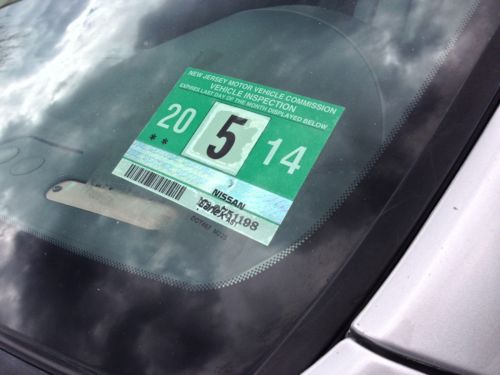 NEW JERSEY MOTOR VEHICLE COMMISSION
VEHICLE INSPECTION
EXPIRES LAST DAY OF THE MONTH DISPLAYED BELOW
20 5 14
* *
NISSAN